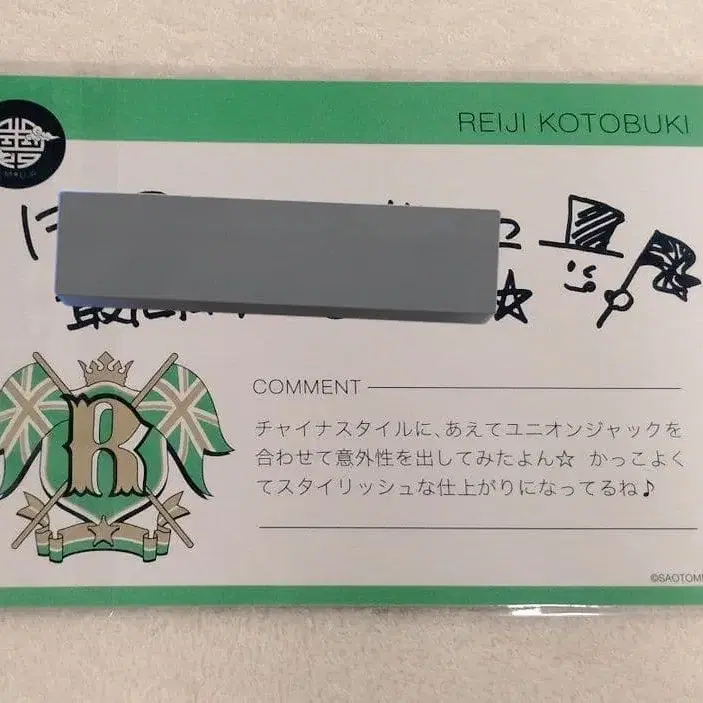 REIJI KOTOBUKI
COMMENT
チャイナスタイルに、あえてユニオンジャックを
合わせて意外性を出してみたよん☆ かっこよく
てスタイリッシュな仕上がりになってるね♪
R
©SAOTOM